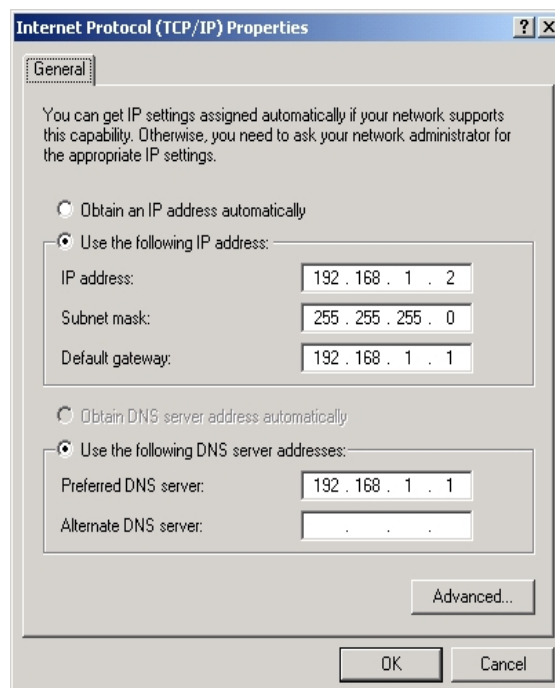 Internet Protocol (TCP/IP) Properties
General
You can get IP settings assigned automatically if your network supports
this capability. Otherwise, you need to ask your network administrator for
the appropriate IP settings.
Obtain an IP address automatically
Use the following IP address:
IP address: 192 . 168 . 1 . 2
Subnet mask: 255 . 255 . 255 . 0
Default gateway: 192 . 168 . 1 . 1
Obtain DNS server address automatically
Use the following DNS server addresses:
Preferred DNS server: 192 . 168 . 1 . 1
Alternate DNS server: . . .
Advanced...
OK Cancel